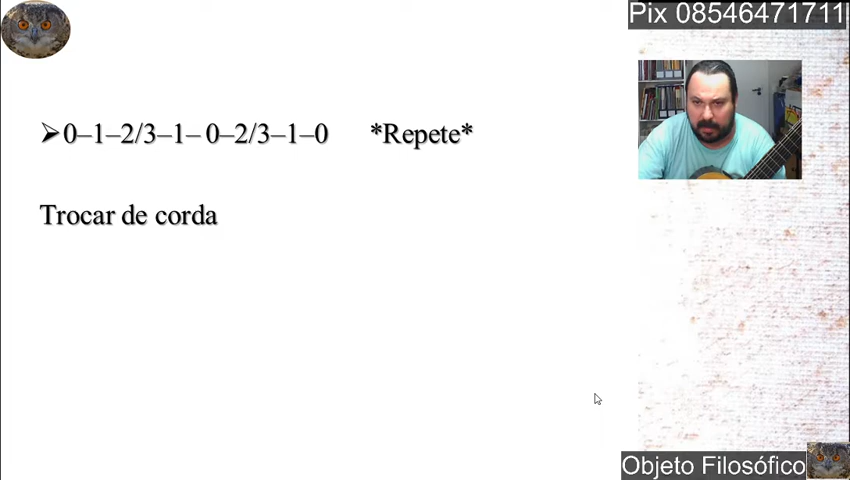 Pix 08546471711
➢0–1–2/3–1– 0–2/3–1–0 *Repete*
Trocar de corda
Objeto Filosófico